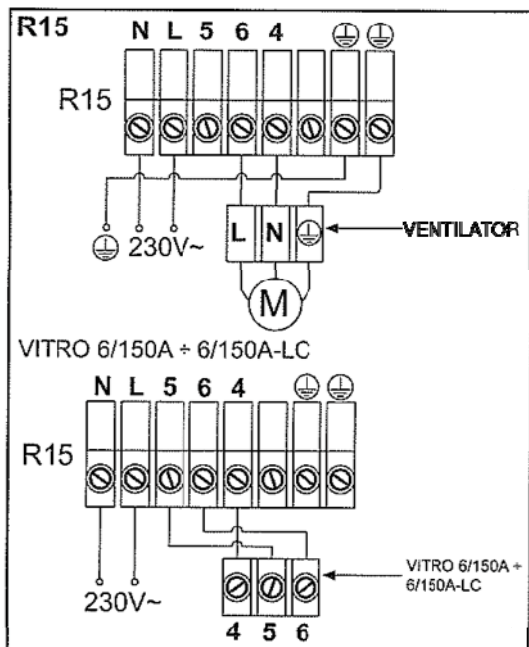 R15
N L 5 6 4 ⏚ ⏚
R15
L N ⏚
VENTILATOR
⏚ 230V~
M
VITRO 6/150A ÷ 6/150A-LC
N L 5 6 4 ⏚ ⏚
R15
230V~
VITRO 6/150A ÷
6/150A-LC
4 5 6